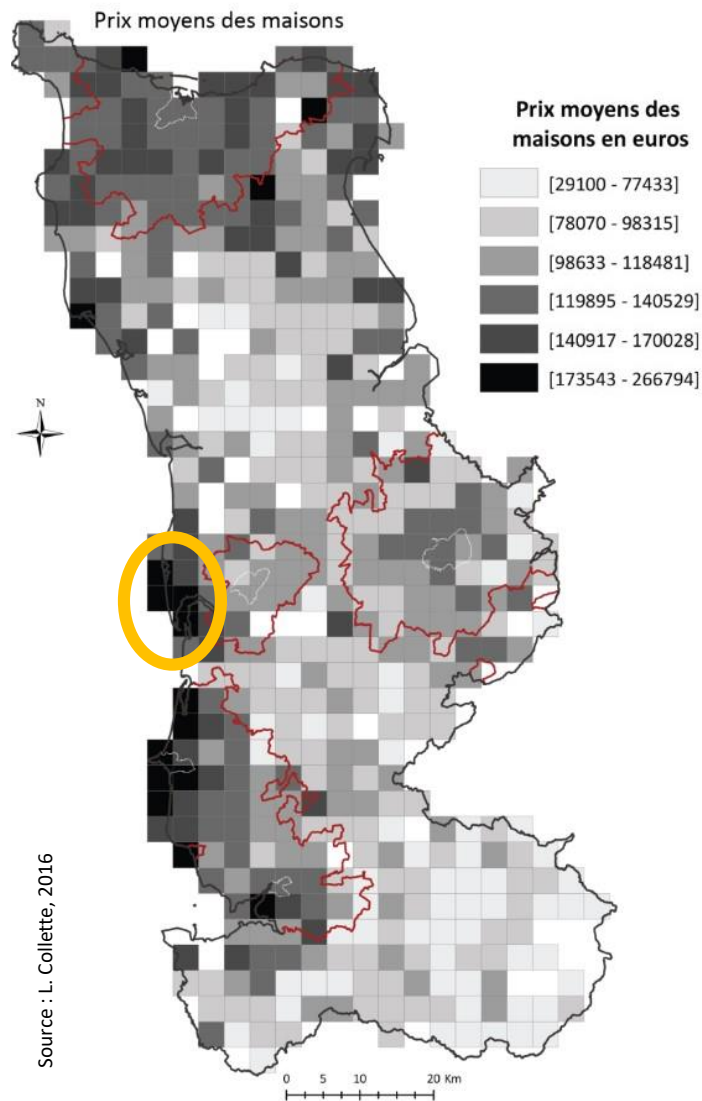 Prix moyens des maisons
Prix moyens des
maisons en euros
[29100 - 77433]
[78070 - 98315]
[98633 - 118481]
[119895 - 140529]
[140917 - 170028]
[173543 - 266794]
N
Source : L. Collette, 2016
0 5 10 20 Km